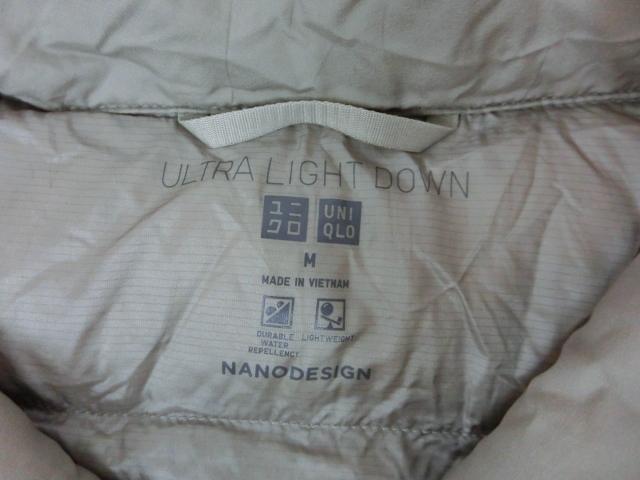 ULTRA LIGHT DOWN
ユニ UNI
クロ QLO
M
MADE IN VIETNAM
DURABLE LIGHTWEIGHT
WATER
REPELLENCY
NANODESIGN